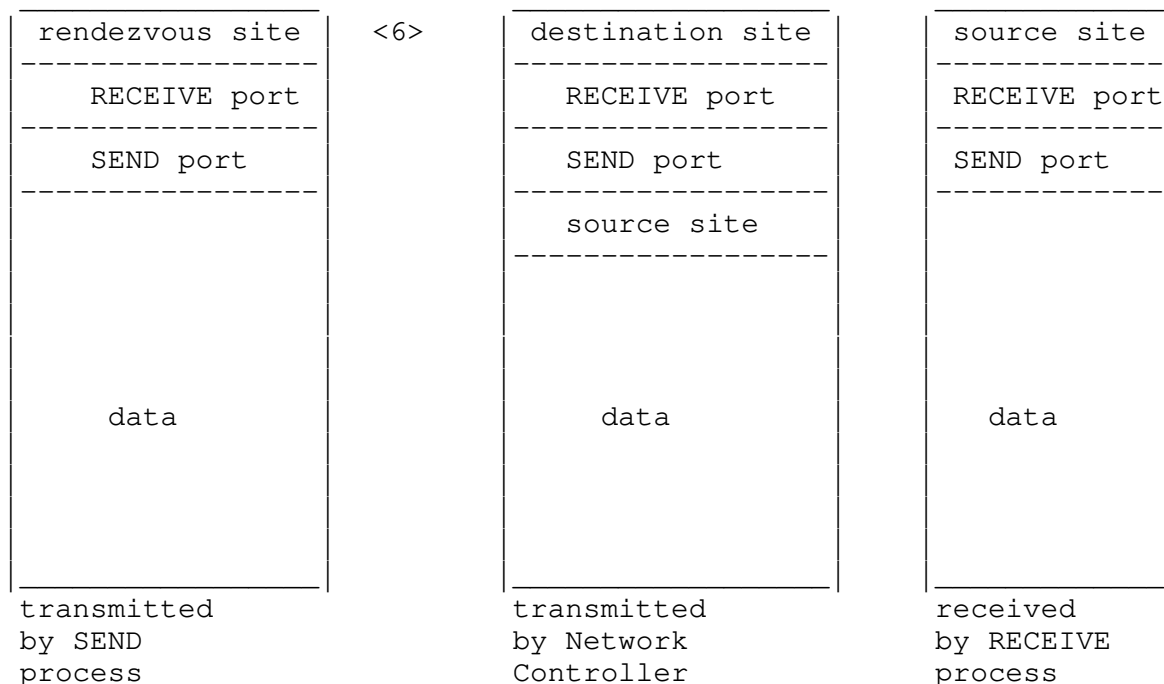 rendezvous site <6> destination site source site
RECEIVE port RECEIVE port RECEIVE port
SEND port SEND port SEND port
source site
data data data
transmitted transmitted received
by SEND by Network by RECEIVE
process Controller process